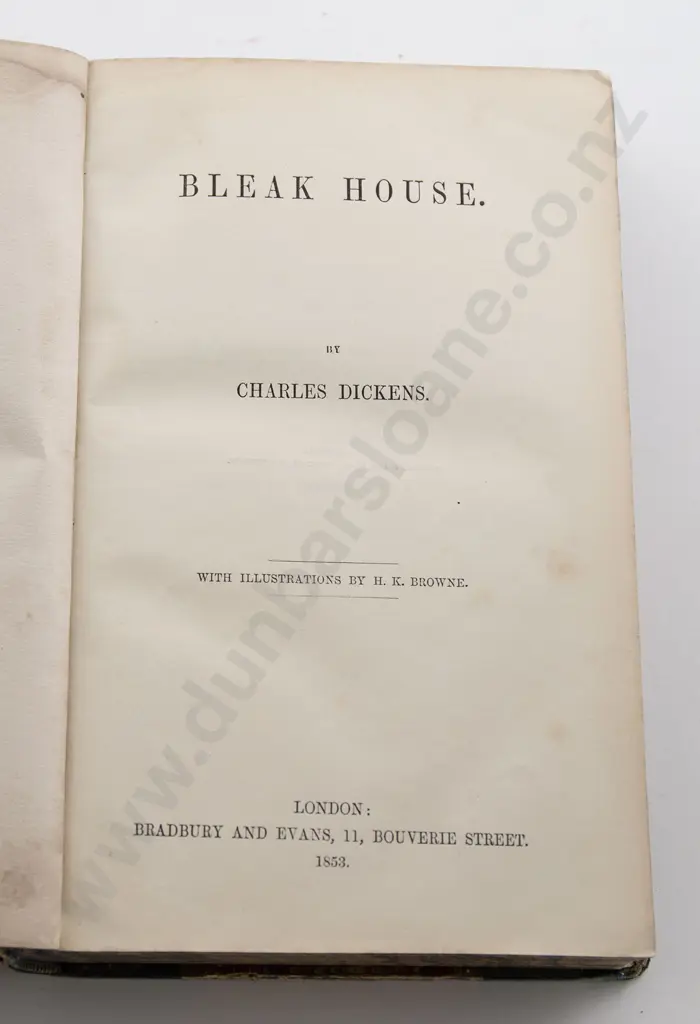 BLEAK HOUSE.
BY
CHARLES DICKENS.
WITH ILLUSTRATIONS BY H. K. BROWNE.
LONDON:
BRADBURY AND EVANS, 11, BOUVERIE STREET.
1853.
www.dunbarsloane.co.nz